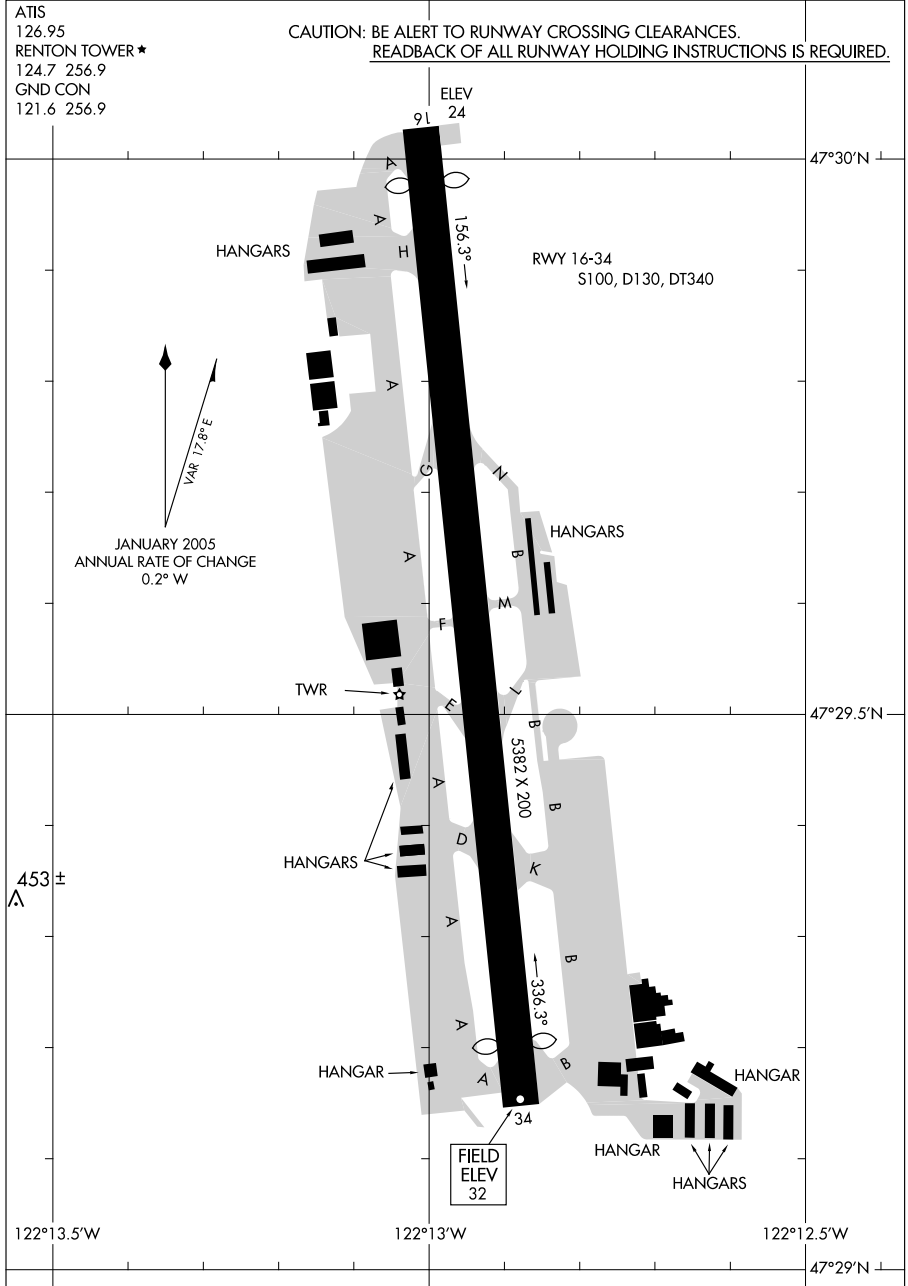 ATIS
126.95
RENTON TOWER★
124.7 256.9
GND CON
121.6 256.9
CAUTION: BE ALERT TO RUNWAY CROSSING CLEARANCES.
READBACK OF ALL RUNWAY HOLDING INSTRUCTIONS IS REQUIRED.
ELEV
24
16
47°30'N
A
A
156.3°
HANGARS
H
RWY 16-34
S100, D130, DT340
A
VAR 17.8° E
G
N
JANUARY 2005
ANNUAL RATE OF CHANGE
0.2° W
HANGARS
A
B
M
F
TWR
L
E
47°29.5'N
B
5382 X 200
A
B
D
HANGARS
K
453 ±
A
B
336.3°
A
HANGAR
A
B
HANGAR
34
HANGAR
FIELD
ELEV
32
HANGARS
122°13.5'W
122°13'W
122°12.5'W
47°29'N